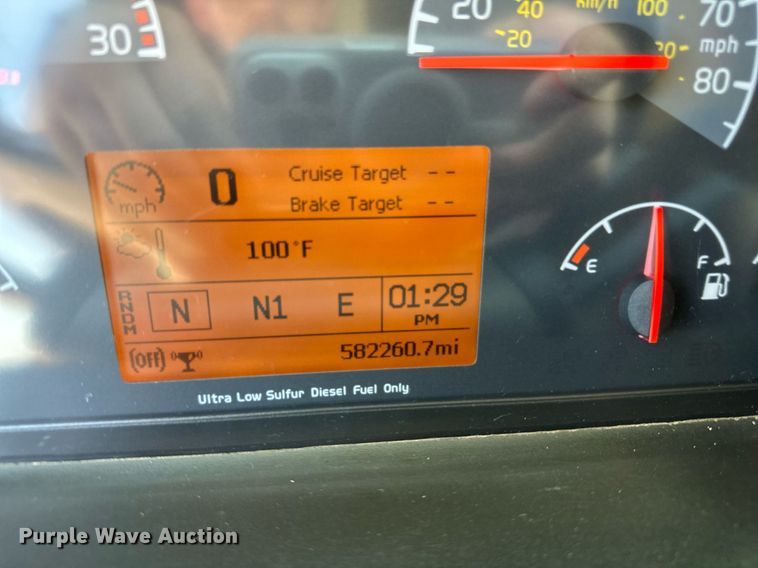 30
20 40 km/h 100 70
20 mph
80
0 Cruise Target --
mph Brake Target --
100°F
RNDM N N1 E 01:29
PM
(OFF) 582260.7mi
E F
Ultra Low Sulfur Diesel Fuel Only
Purple Wave Auction